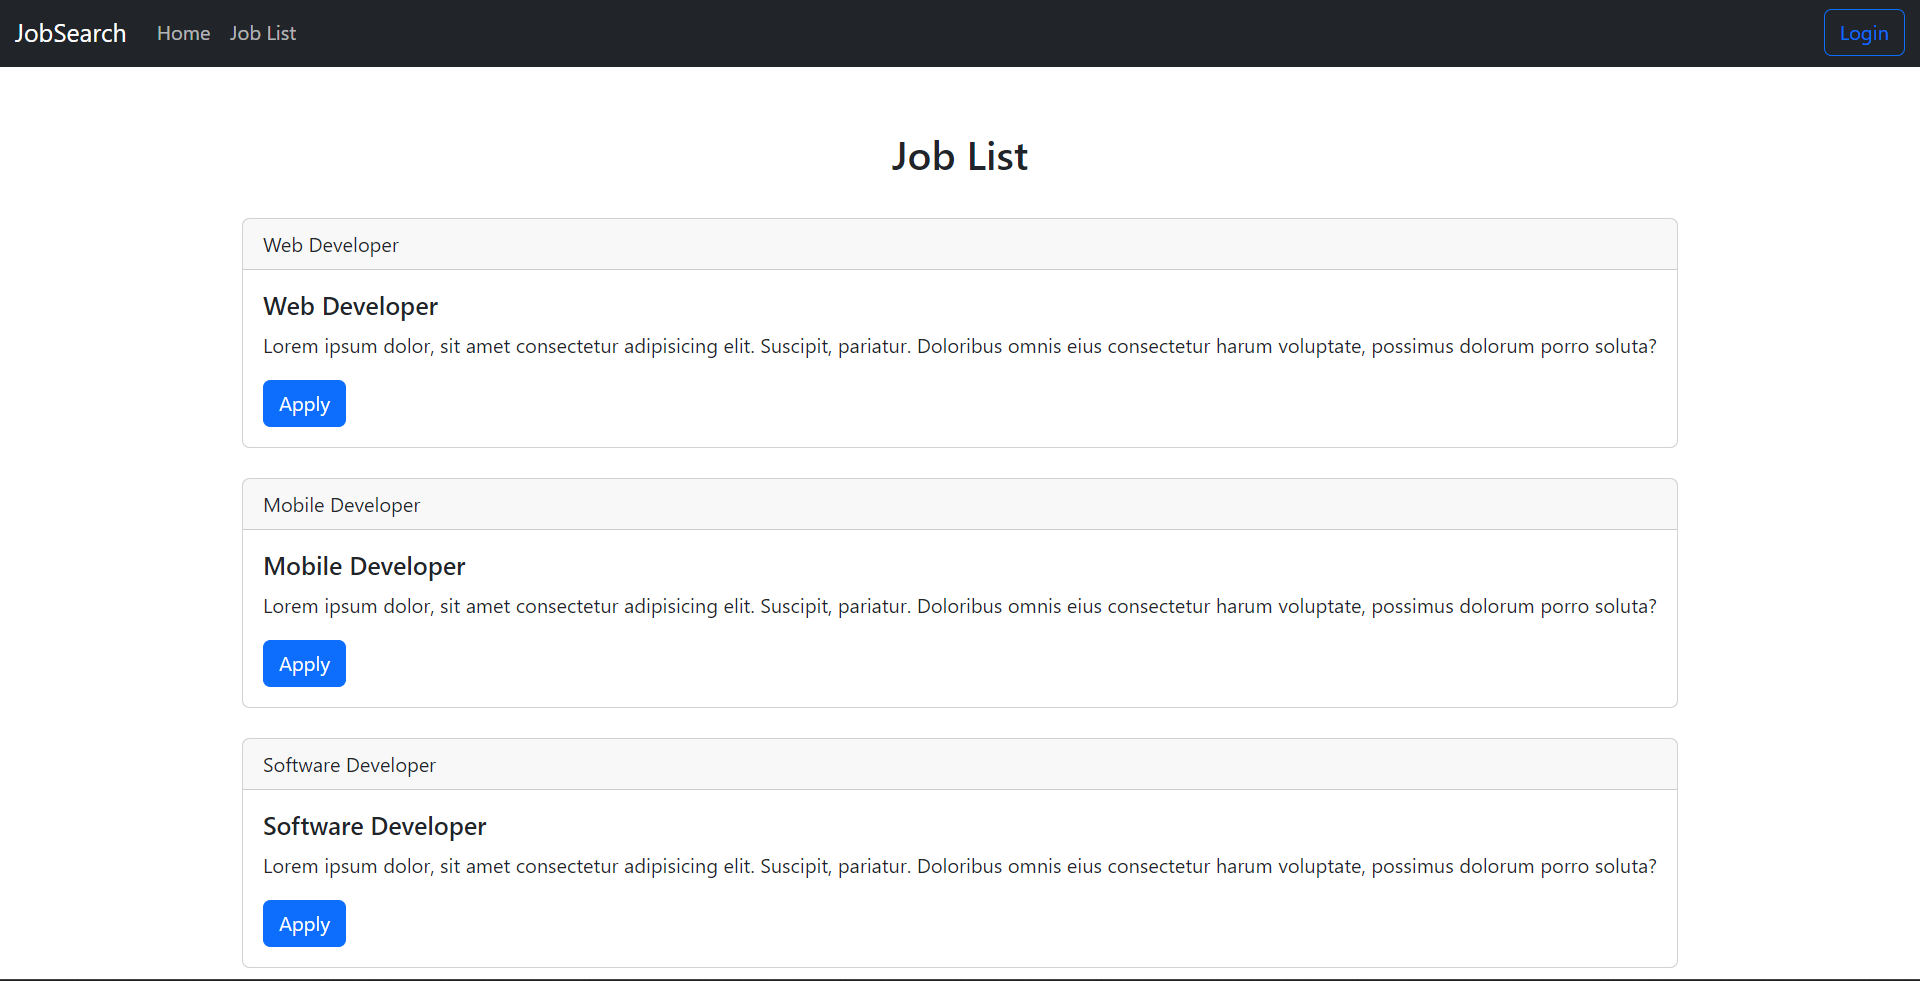 JobSearch Home Job List Login
Job List
Web Developer
Web Developer
Lorem ipsum dolor, sit amet consectetur adipisicing elit. Suscipit, pariatur. Doloribus omnis eius consectetur harum voluptate, possimus dolorum porro soluta?
Apply
Mobile Developer
Mobile Developer
Lorem ipsum dolor, sit amet consectetur adipisicing elit. Suscipit, pariatur. Doloribus omnis eius consectetur harum voluptate, possimus dolorum porro soluta?
Apply
Software Developer
Software Developer
Lorem ipsum dolor, sit amet consectetur adipisicing elit. Suscipit, pariatur. Doloribus omnis eius consectetur harum voluptate, possimus dolorum porro soluta?
Apply